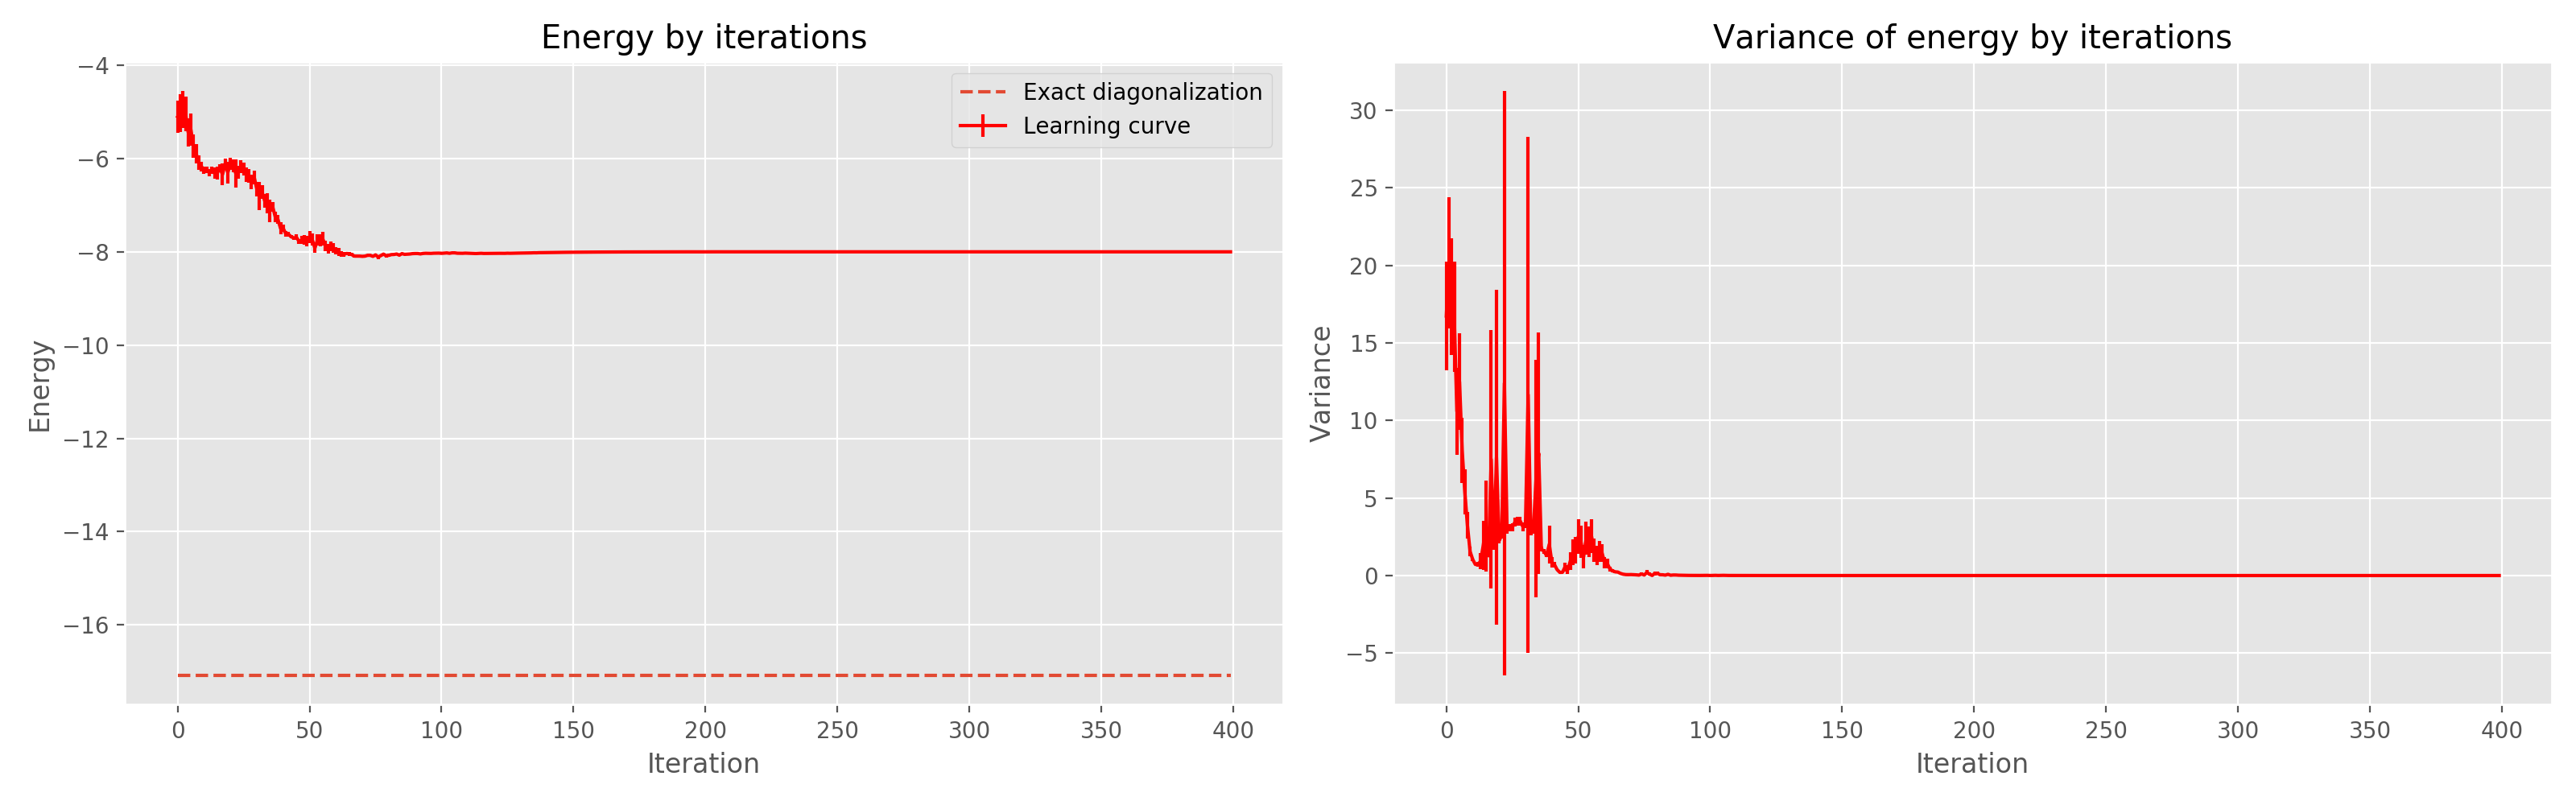 Energy by iterations
Exact diagonalization
Learning curve
Energy
−4
−6
−8
−10
−12
−14
−16
0 50 100 150 200 250 300 350 400
Iteration
Variance of energy by iterations
Variance
30
25
20
15
10
5
0
−5
0 50 100 150 200 250 300 350 400
Iteration